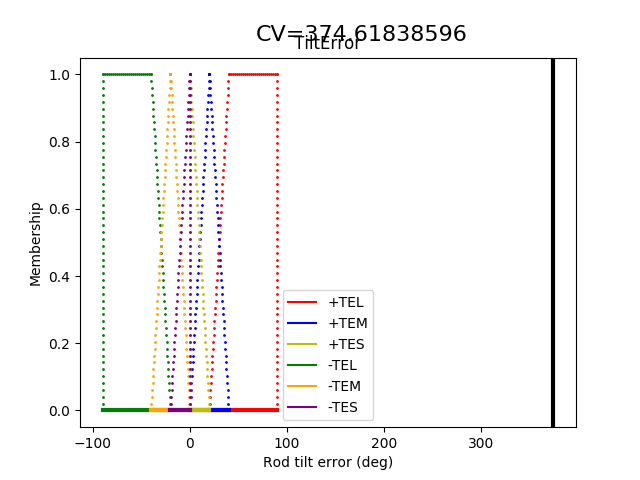 CV=374.61838596
TiltError
1.0
0.8
0.6
0.4
0.2
0.0
Membership
+TEL
+TEM
+TES
-TEL
-TEM
-TES
−100
0
100
200
300
Rod tilt error (deg)